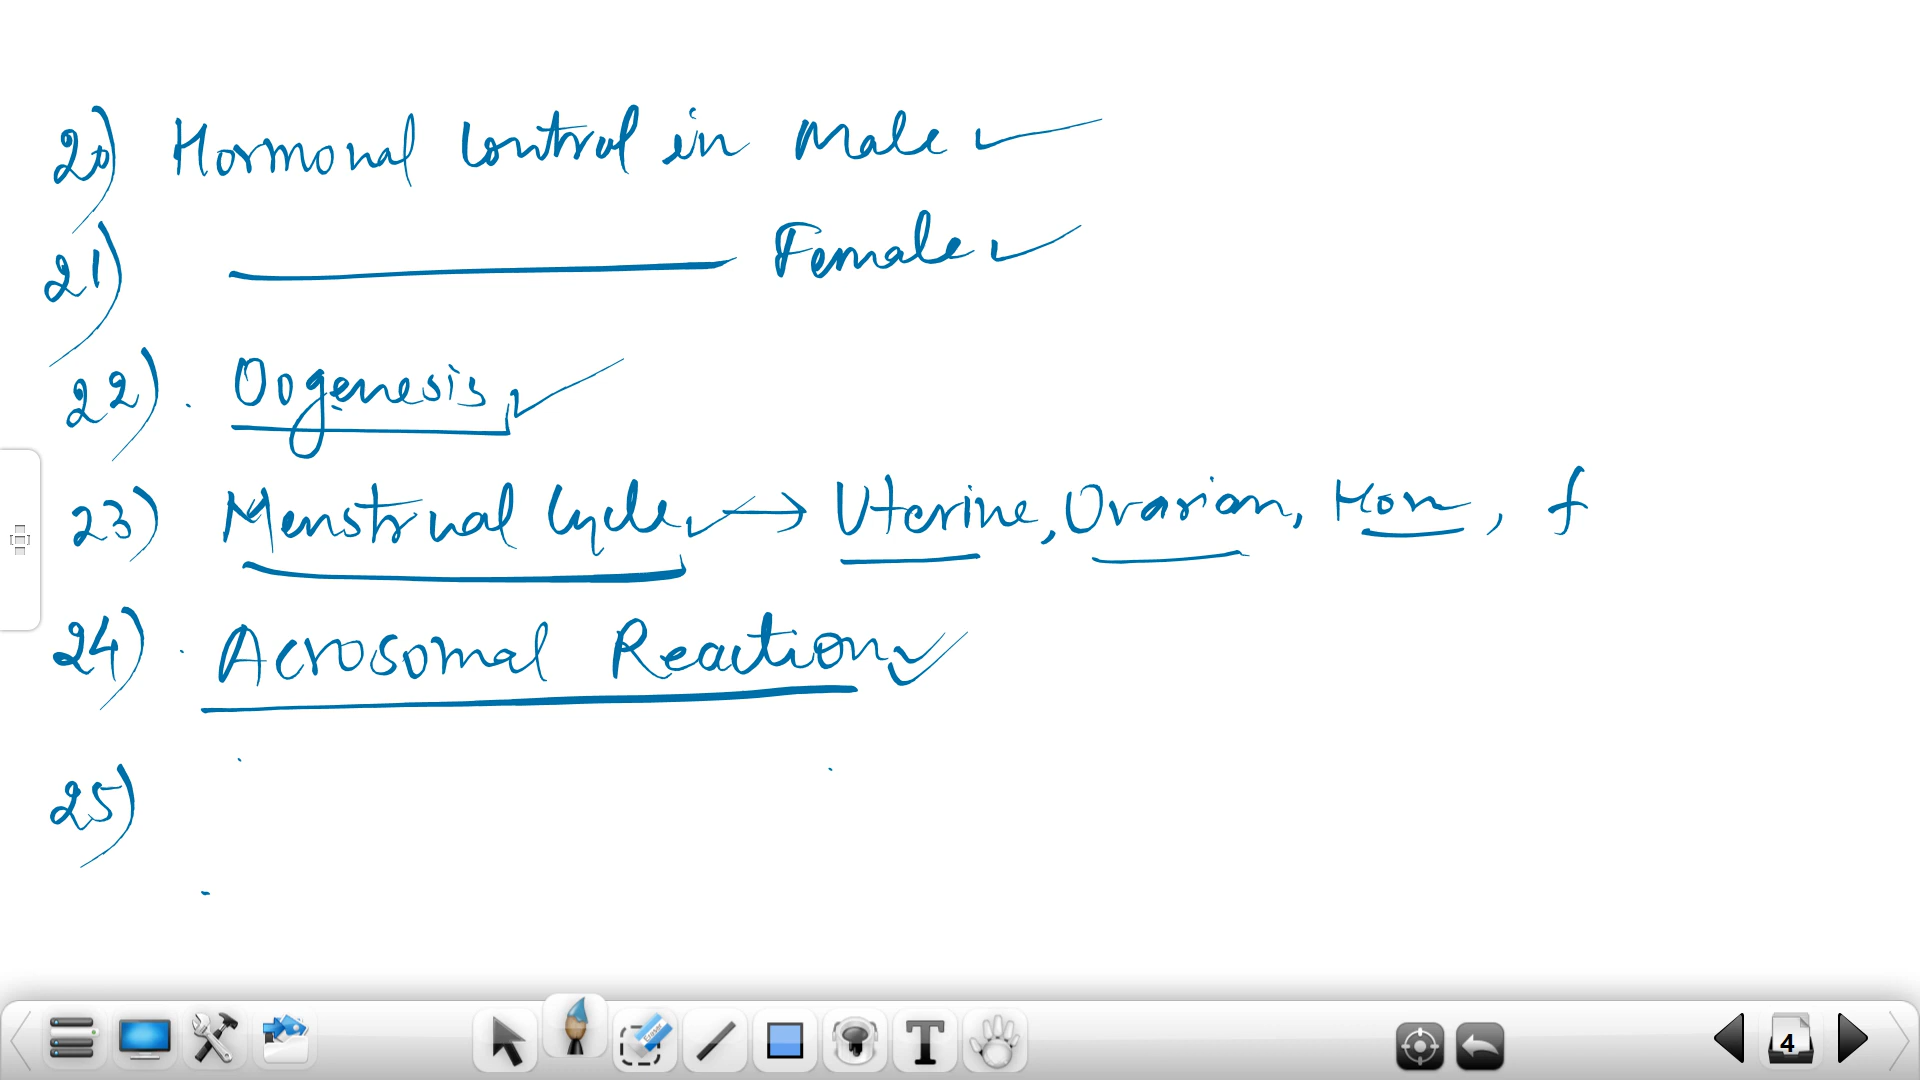 20) Hormonal Control in Male
21) Female
22). Oogenesis
23) Menstrual Cycle → Uterine, Ovarian, Horm, f
24). Acrosomal Reaction
25)
T
4